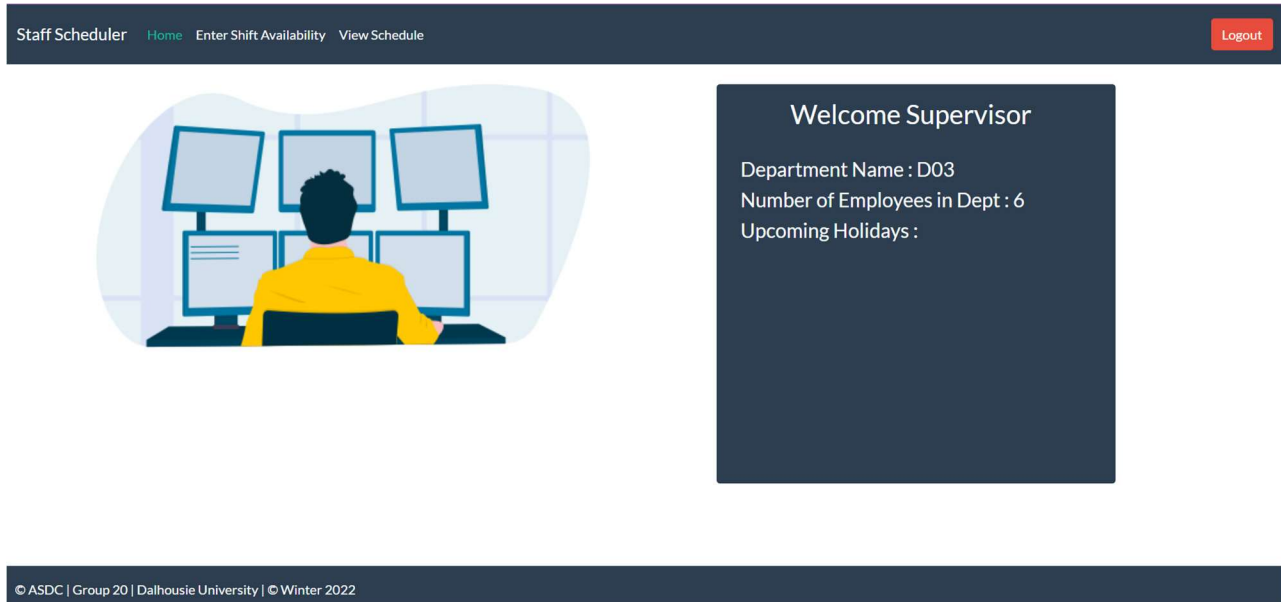 Staff Scheduler Home Enter Shift Availability View Schedule Logout
Welcome Supervisor
Department Name : D03
Number of Employees in Dept : 6
Upcoming Holidays :
© ASDC | Group 20 | Dalhousie University | © Winter 2022